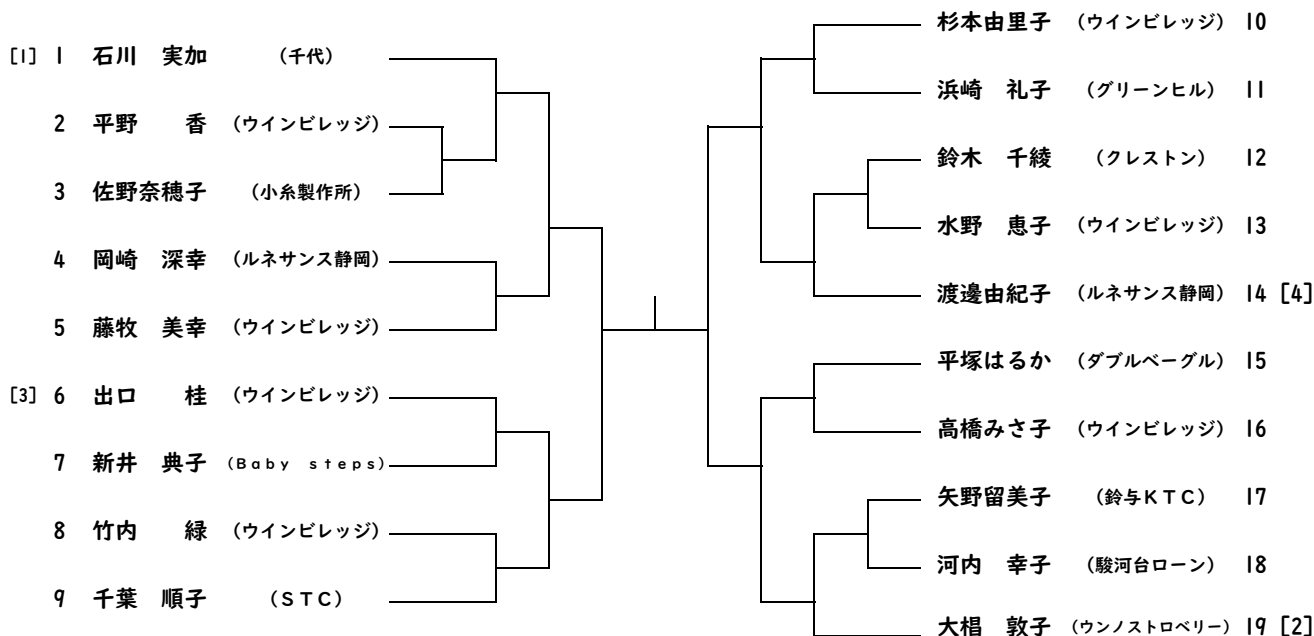 [1] 1 石川 実加 (千代)
2 平野 香 (ウインビレッジ)
3 佐野奈穂子 (小糸製作所)
4 岡崎 深幸 (ルネサンス静岡)
5 藤牧 美幸 (ウインビレッジ)
[3] 6 出口 桂 (ウインビレッジ)
7 新井 典子 (Baby steps)
8 竹内 緑 (ウインビレッジ)
9 千葉 順子 (STC)
杉本由里子 (ウインビレッジ) 10
浜崎 礼子 (グリーンヒル) 11
鈴木 千綾 (クレストン) 12
水野 恵子 (ウインビレッジ) 13
渡邊由紀子 (ルネサンス静岡) 14 [4]
平塚はるか (ダブルベーグル) 15
高橋みさ子 (ウインビレッジ) 16
矢野留美子 (鈴与KTC) 17
河内 幸子 (駿河台ローン) 18
大椙 敦子 (ウンノストロベリー) 19 [2]